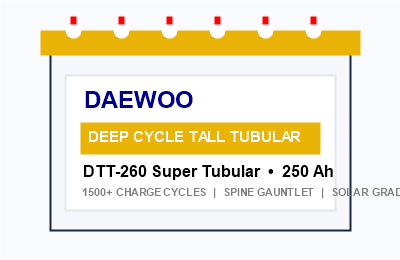 DAEWOO
DEEP CYCLE TALL TUBULAR
DTT-260 Super Tubular • 250 Ah
1500+ CHARGE CYCLES | SPINE GAUNTLET | SOLAR GRAD